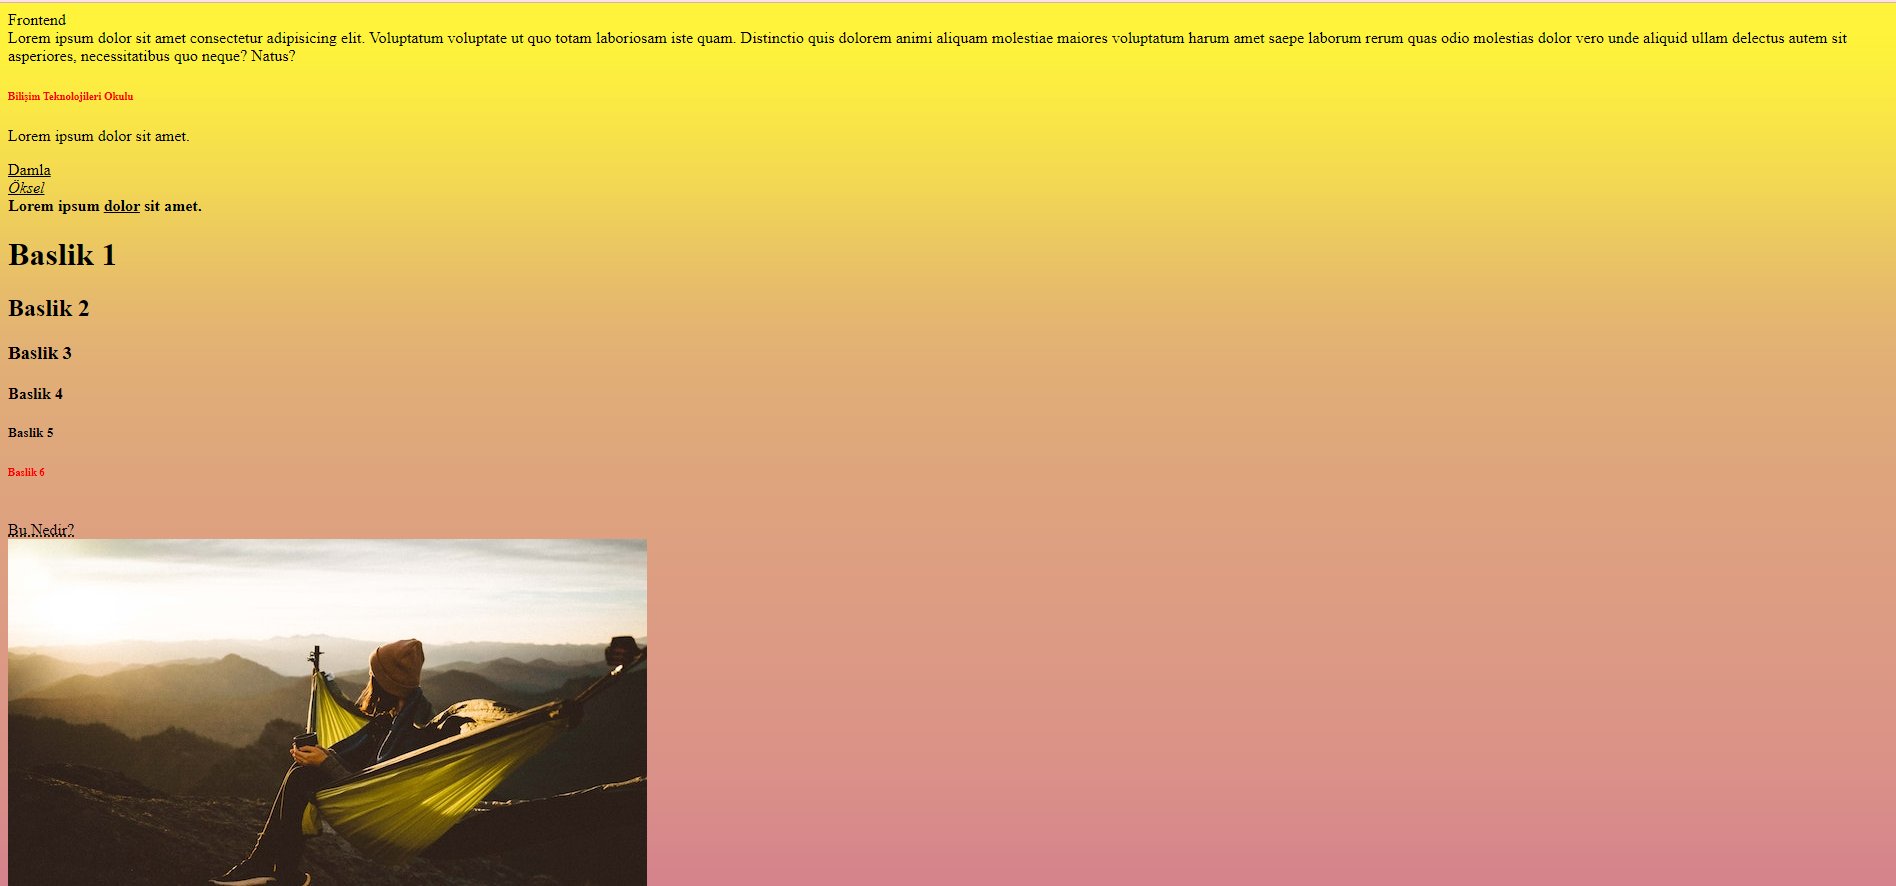 Frontend
Lorem ipsum dolor sit amet consectetur adipisicing elit. Voluptatum voluptate ut quo totam laboriosam iste quam. Distinctio quis dolorem animi aliquam molestiae maiores voluptatum harum amet saepe laborum rerum quas odio molestias dolor vero unde aliquid ullam delectus autem sit
asperiores, necessitatibus quo neque? Natus?
Bilişim Teknolojileri Okulu
Lorem ipsum dolor sit amet.
Damla
Öksel
Lorem ipsum dolor sit amet.
Baslik 1
Baslik 2
Baslik 3
Baslik 4
Baslik 5
Baslik 6
Bu Nedir?